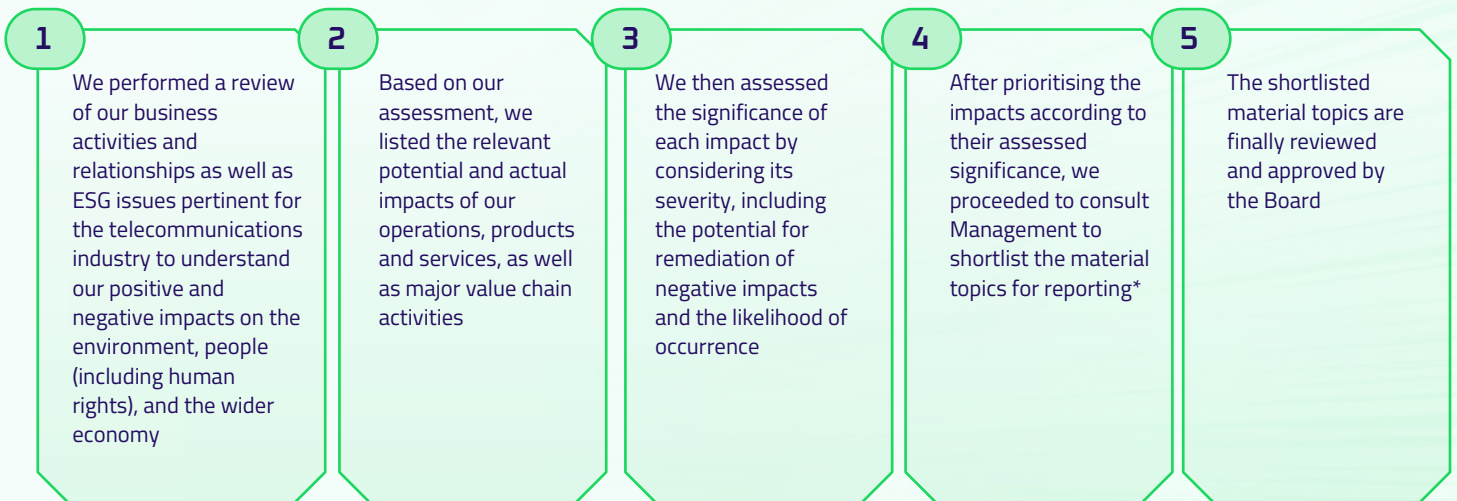 1
We performed a review
of our business
activities and
relationships as well as
ESG issues pertinent for
the telecommunications
industry to understand
our positive and
negative impacts on the
environment, people
(including human
rights), and the wider
economy
2
Based on our
assessment, we
listed the relevant
potential and actual
impacts of our
operations, products
and services, as well
as major value chain
activities
3
We then assessed
the significance of
each impact by
considering its
severity, including
the potential for
remediation of
negative impacts
and the likelihood of
occurrence
4
After prioritising the
impacts according to
their assessed
significance, we
proceeded to consult
Management to
shortlist the material
topics for reporting*
5
The shortlisted
material topics are
finally reviewed
and approved by
the Board